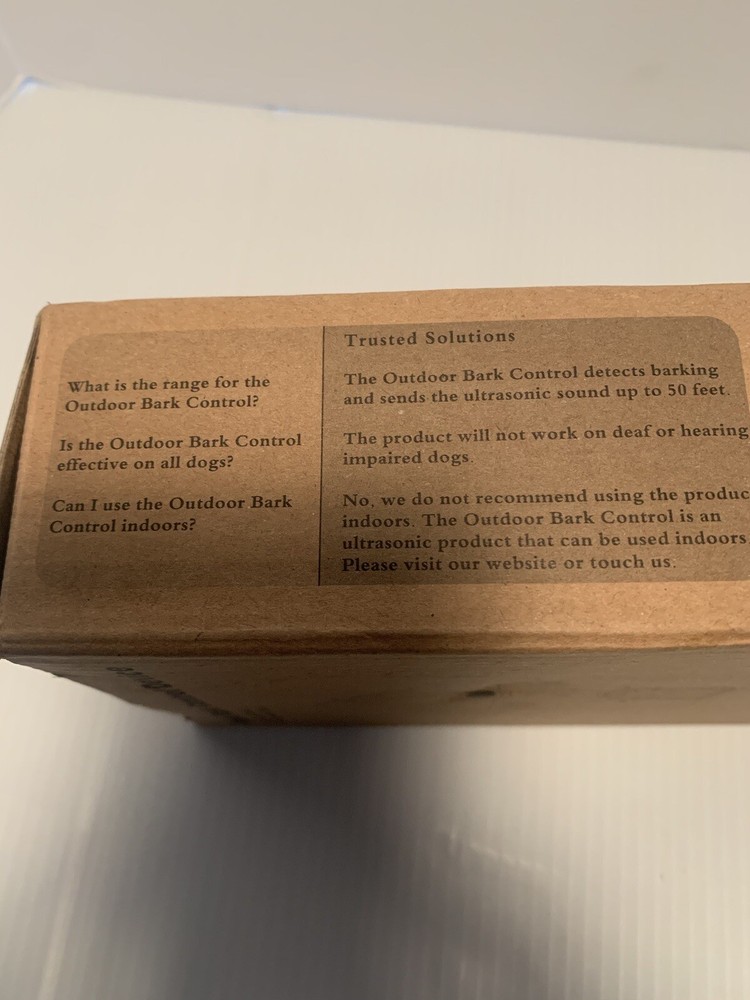 What is the range for the
Outdoor Bark Control?
Is the Outdoor Bark Control
effective on all dogs?
Can I use the Outdoor Bark
Control indoors?
Trusted Solutions
The Outdoor Bark Control detects barking
and sends the ultrasonic sound up to 50 feet.
The product will not work on deaf or hearing
impaired dogs.
No, we do not recommend using the produc
indoors. The Outdoor Bark Control is an
ultrasonic product that can be used indoors
Please visit our website or touch us.